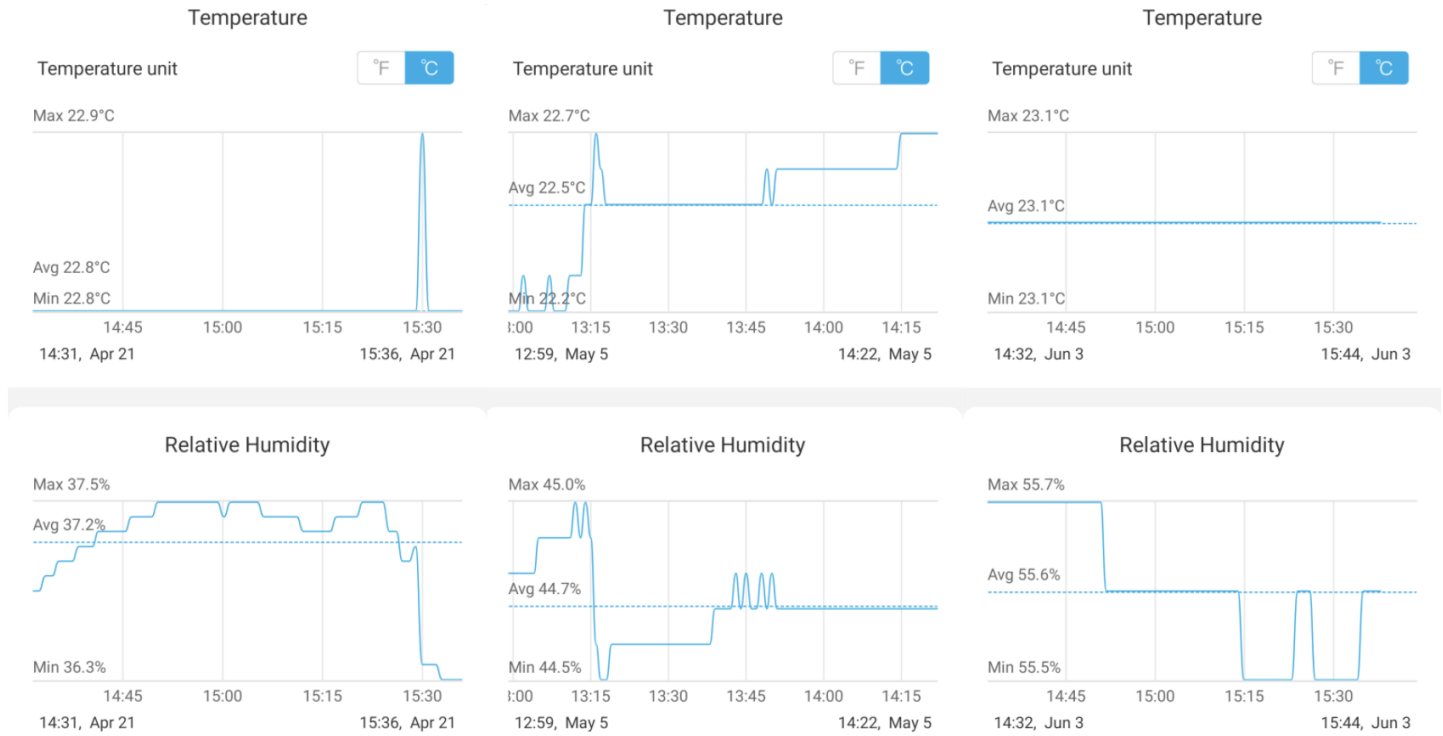 Temperature
Temperature unit
°F
°C
Max 22.9°C
Avg 22.8°C
Min 22.8°C
14:45 15:00 15:15 15:30
14:31, Apr 21 15:36, Apr 21
Temperature
Temperature unit
°F
°C
Max 22.7°C
Avg 22.5°C
Min 22.2°C
3:00 13:15 13:30 13:45 14:00 14:15
12:59, May 5 14:22, May 5
Temperature
Temperature unit
°F
°C
Max 23.1°C
Avg 23.1°C
Min 23.1°C
14:45 15:00 15:15 15:30
14:32, Jun 3 15:44, Jun 3
Relative Humidity
Max 37.5%
Avg 37.2%
Min 36.3%
14:45 15:00 15:15 15:30
14:31, Apr 21 15:36, Apr 21
Relative Humidity
Max 45.0%
Avg 44.7%
Min 44.5%
3:00 13:15 13:30 13:45 14:00 14:15
12:59, May 5 14:22, May 5
Relative Humidity
Max 55.7%
Avg 55.6%
Min 55.5%
14:45 15:00 15:15 15:30
14:32, Jun 3 15:44, Jun 3